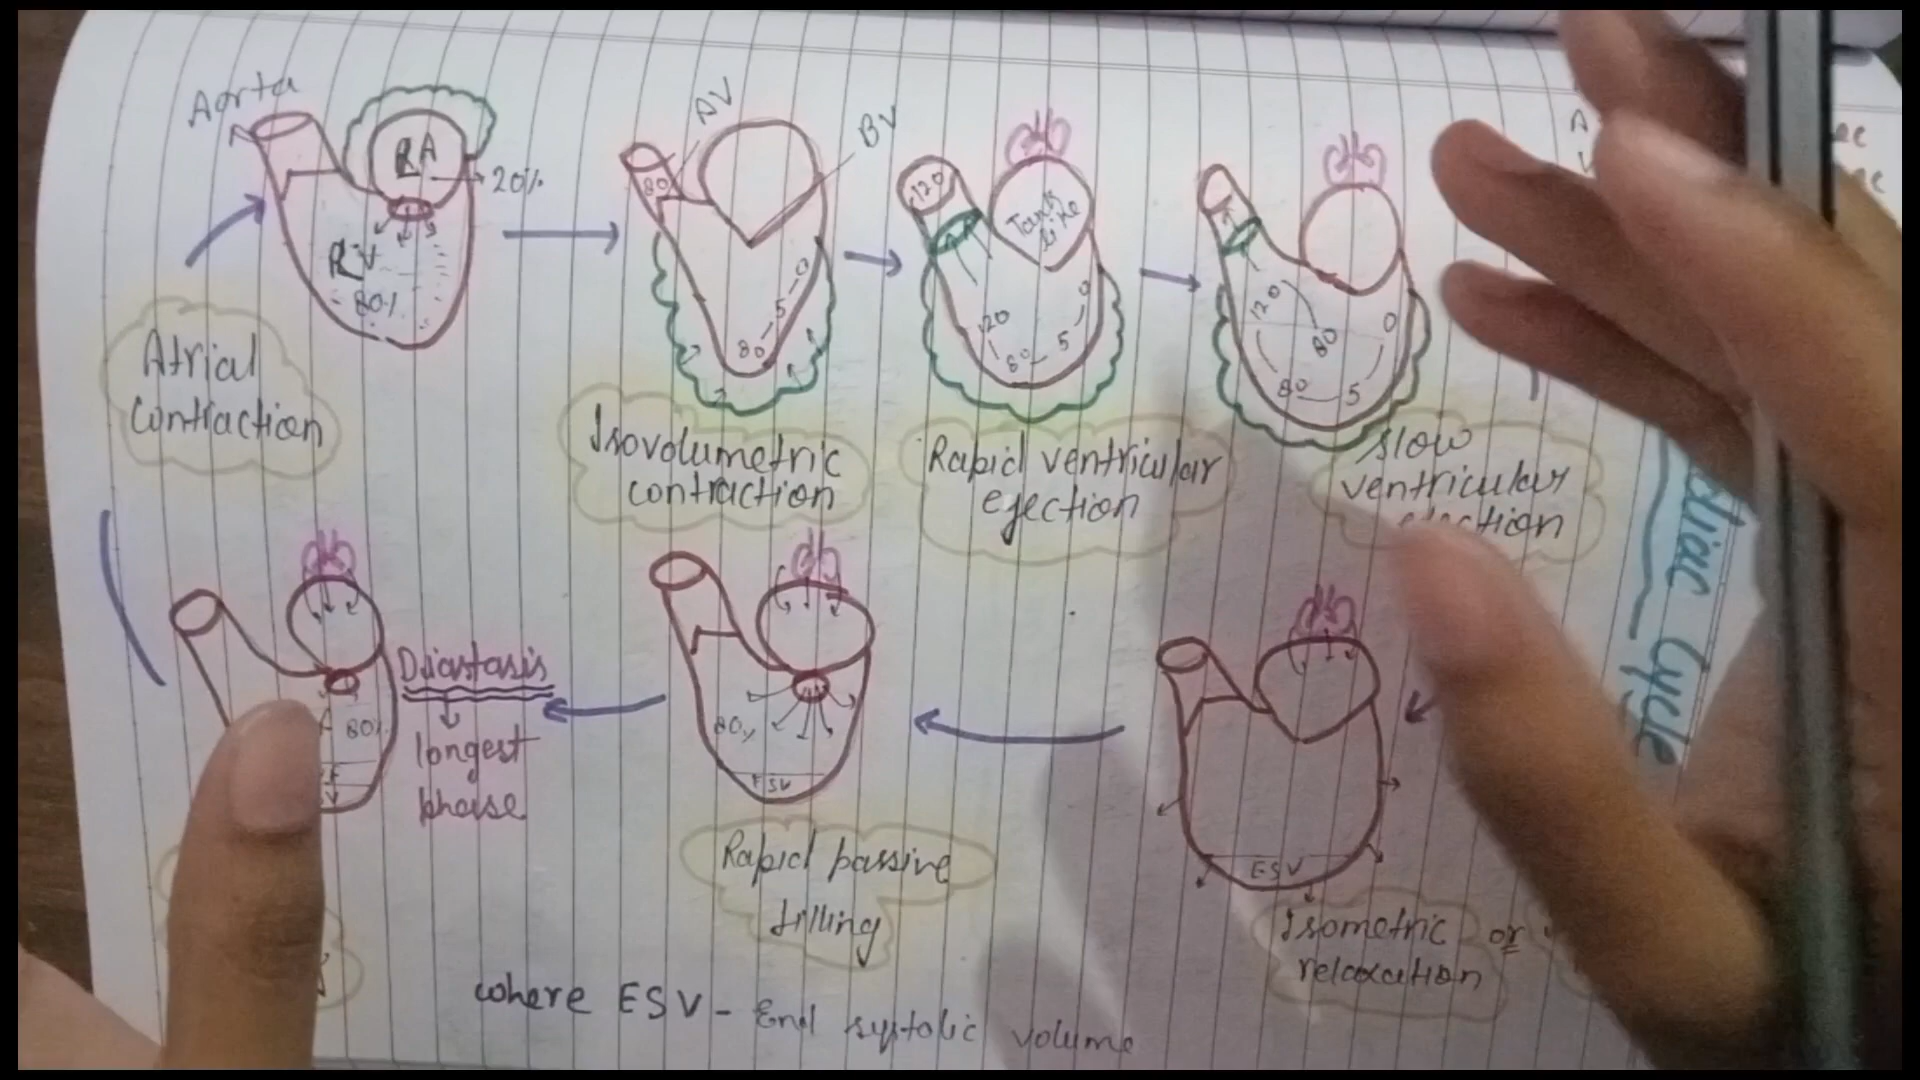 Aorta
RA
20%
RV
80%
Atrial
contraction
AV
BV
80
0
5
80
Isovolumetric
contraction
120
Tank
like
0
5
80
120
Rapid ventricular
ejection
120
80
0
80
5
slow
ventricular
80%
Diastasis
longest
phase
80%
ESV
Rapid passive
filling
ESV
Isometric or
relaxation
Cycle
where ESV - End systolic volume